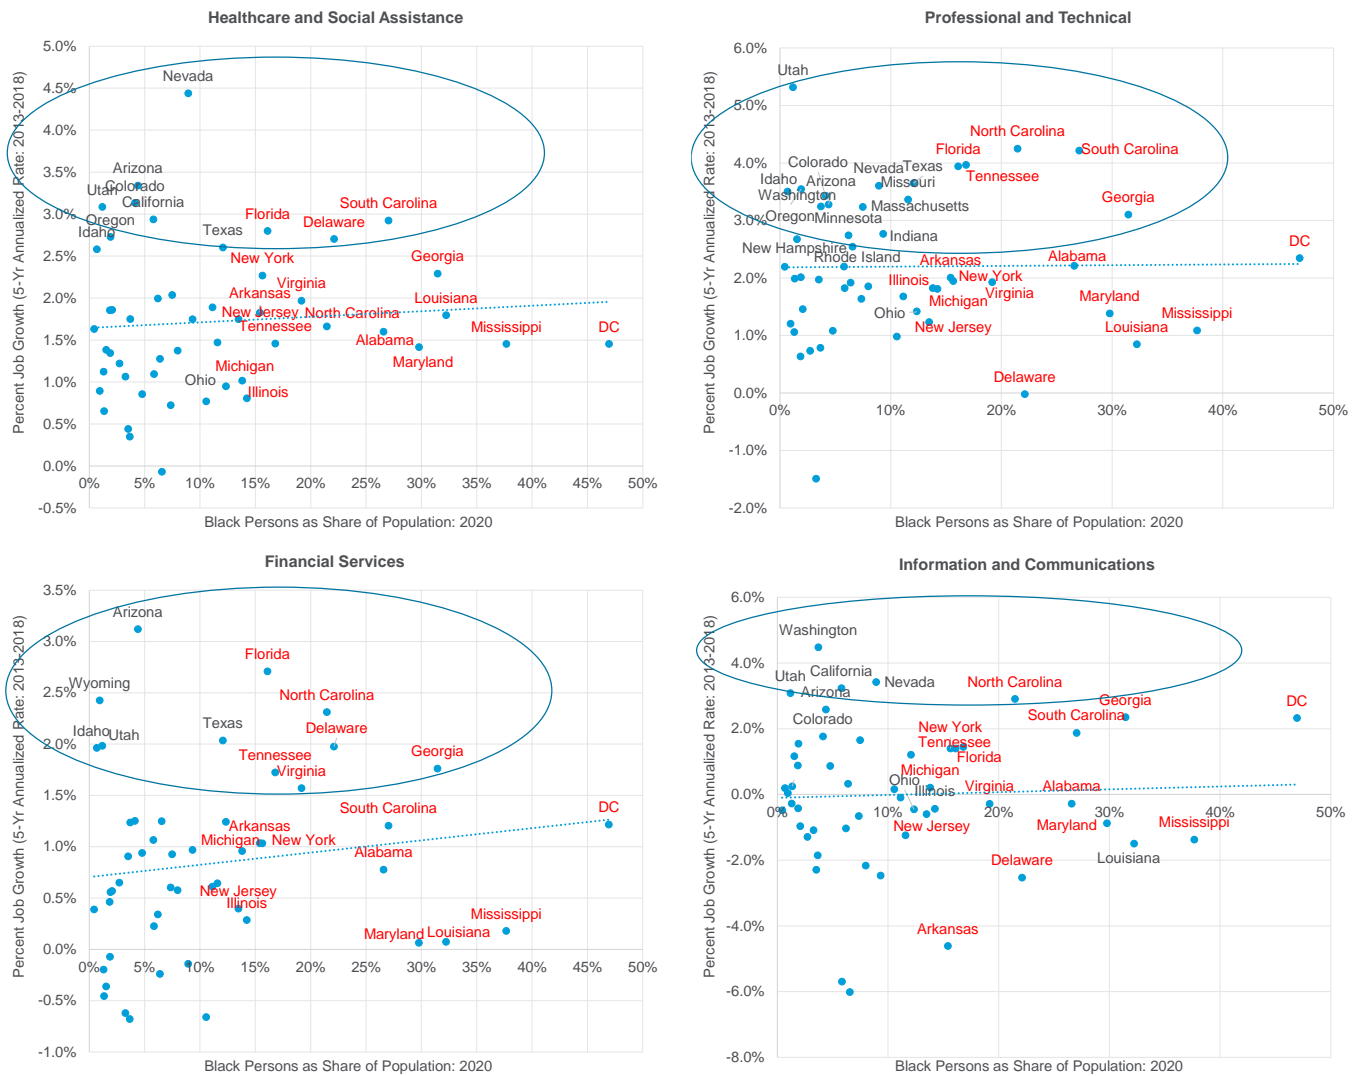 Healthcare and Social Assistance
Percent Job Growth (5-Yr Annualized Rate: 2013-2018)
5.0%
4.5%
4.0%
3.5%
3.0%
2.5%
2.0%
1.5%
1.0%
0.5%
0.0%
-0.5%
Nevada
Arizona
Utah
Colorado
California
Oregon
Idaho
Texas
Florida
Delaware
South Carolina
New York
Virginia
Georgia
Arkansas
New Jersey
North Carolina
Louisiana
Tennessee
Alabama
Mississippi
DC
Maryland
Michigan
Ohio
Illinois
0% 5% 10% 15% 20% 25% 30% 35% 40% 45% 50%
Black Persons as Share of Population: 2020
Professional and Technical
Percent Job Growth (5-Yr Annualized Rate: 2013-2018)
6.0%
5.0%
4.0%
3.0%
2.0%
1.0%
0.0%
-1.0%
-2.0%
Utah
North Carolina
Florida
South Carolina
Colorado
Nevada
Texas
Tennessee
Idaho
Arizona
Missouri
Washington
Massachusetts
Georgia
Oregon
Minnesota
Indiana
DC
New Hampshire
Rhode Island
Arkansas
Alabama
Illinois
New York
Virginia
Michigan
Maryland
Ohio
New Jersey
Louisiana
Mississippi
Delaware
0% 10% 20% 30% 40% 50%
Black Persons as Share of Population: 2020
Financial Services
Percent Job Growth (5-Yr Annualized Rate: 2013-2018)
3.5%
3.0%
2.5%
2.0%
1.5%
1.0%
0.5%
0.0%
-0.5%
-1.0%
Arizona
Florida
Wyoming
North Carolina
Idaho
Utah
Texas
Delaware
Tennessee
Georgia
Virginia
South Carolina
DC
Arkansas
Michigan
New York
Alabama
New Jersey
Illinois
Maryland
Louisiana
Mississippi
0% 5% 10% 15% 20% 25% 30% 35% 40% 45% 50%
Black Persons as Share of Population: 2020
Information and Communications
Percent Job Growth (5-Yr Annualized Rate: 2013-2018)
6.0%
4.0%
2.0%
0.0%
-2.0%
-4.0%
-6.0%
-8.0%
Washington
California
Utah
Nevada
North Carolina
Arizona
Georgia
DC
Colorado
South Carolina
New York
Tennessee
Florida
Michigan
Ohio
Illinois
Virginia
Alabama
New Jersey
Maryland
Mississippi
Delaware
Louisiana
Arkansas
0% 10% 20% 30% 40% 50%
Black Persons as Share of Population: 2020